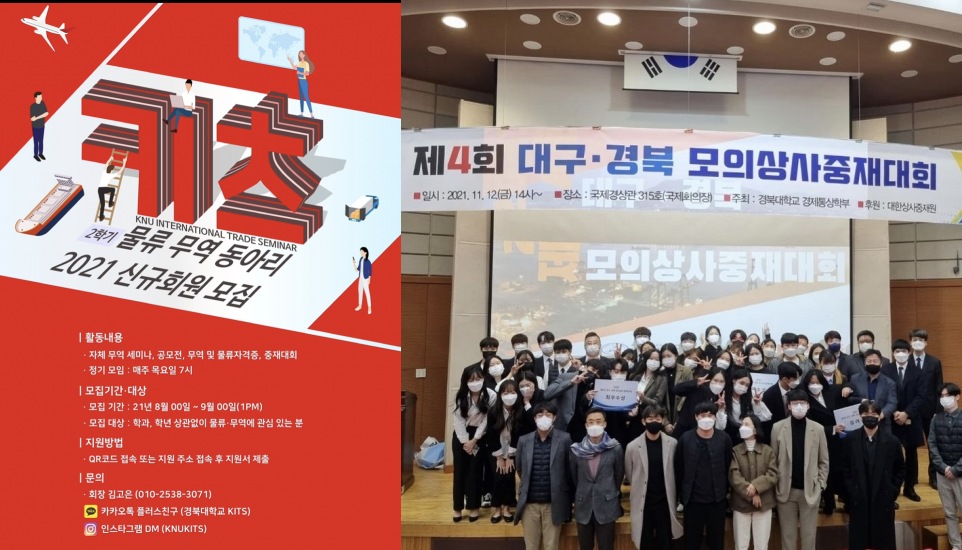 키츠
KNU INTERNATIONAL TRADE SEMINAR
2학기 물류 무역 동아리
2021 신규회원 모집
| 활동내용
· 자체 무역 세미나, 공모전, 무역 및 물류자격증, 중재대회
· 정기 모임 : 매주 목요일 7시
| 모집기간·대상
· 모집 기간 : 21년 8월 00일 ~ 9월 00일(1PM)
· 모집 대상 : 학과, 학년 상관없이 물류·무역에 관심 있는 분
| 지원방법
· QR코드 접속 또는 지원 주소 접속 후 지원서 제출
| 문의
· 회장 김고은 (010-2538-3071)
카카오톡 플러스친구 (경북대학교 KITS)
인스타그램 DM (KNUKITS)
제4회 대구·경북 모의상사중재대회
■ 일시 : 2021. 11. 12.(금) 14시~ ■ 장소 : 국제경상관 315호(국제회의장) ■ 주최 : 경북대학교 경제통상학부 ■ 후원 : 대한상사중재원
모의상사중재대회
최우수상